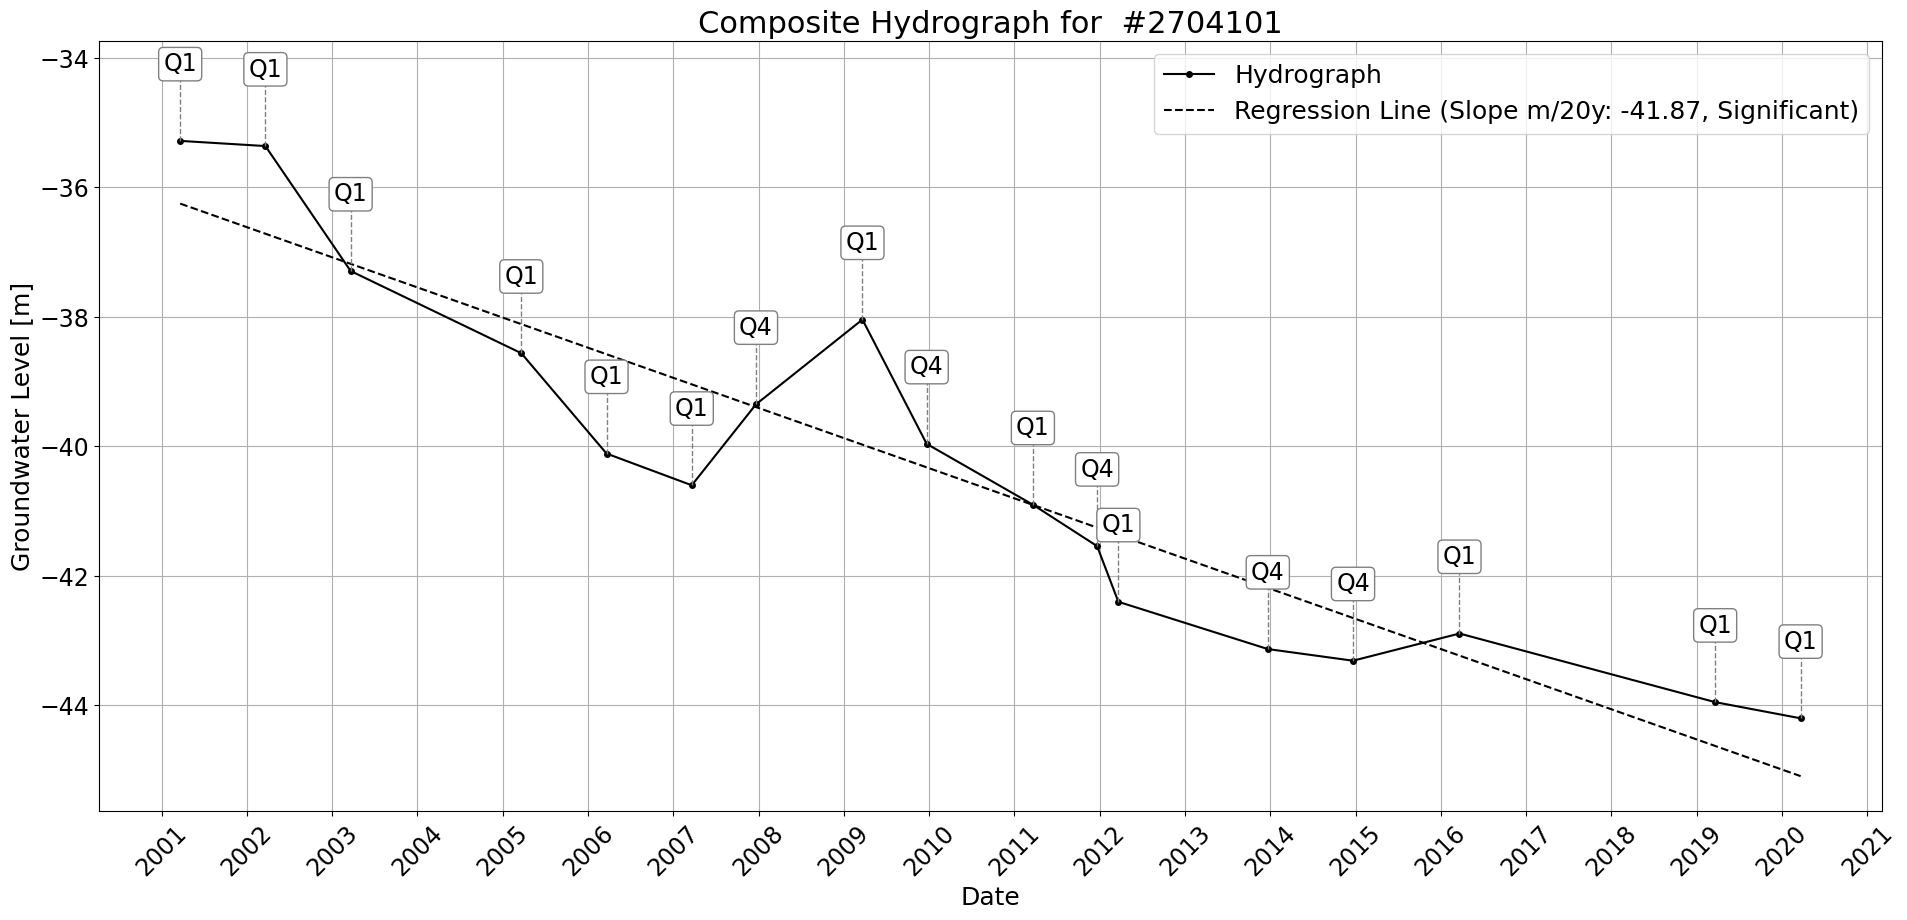 Composite Hydrograph for  #2704101
Hydrograph
Regression Line (Slope m/20y: -41.87, Significant)
Groundwater Level [m]
−34
−36
−38
−40
−42
−44
Q1
Q1
Q1
Q1
Q1
Q1
Q4
Q1
Q4
Q1
Q4
Q1
Q4
Q4
Q1
Q1
Q1
2001
2002
2003
2004
2005
2006
2007
2008
2009
2010
2011
2012
2013
2014
2015
2016
2017
2018
2019
2020
2021
Date